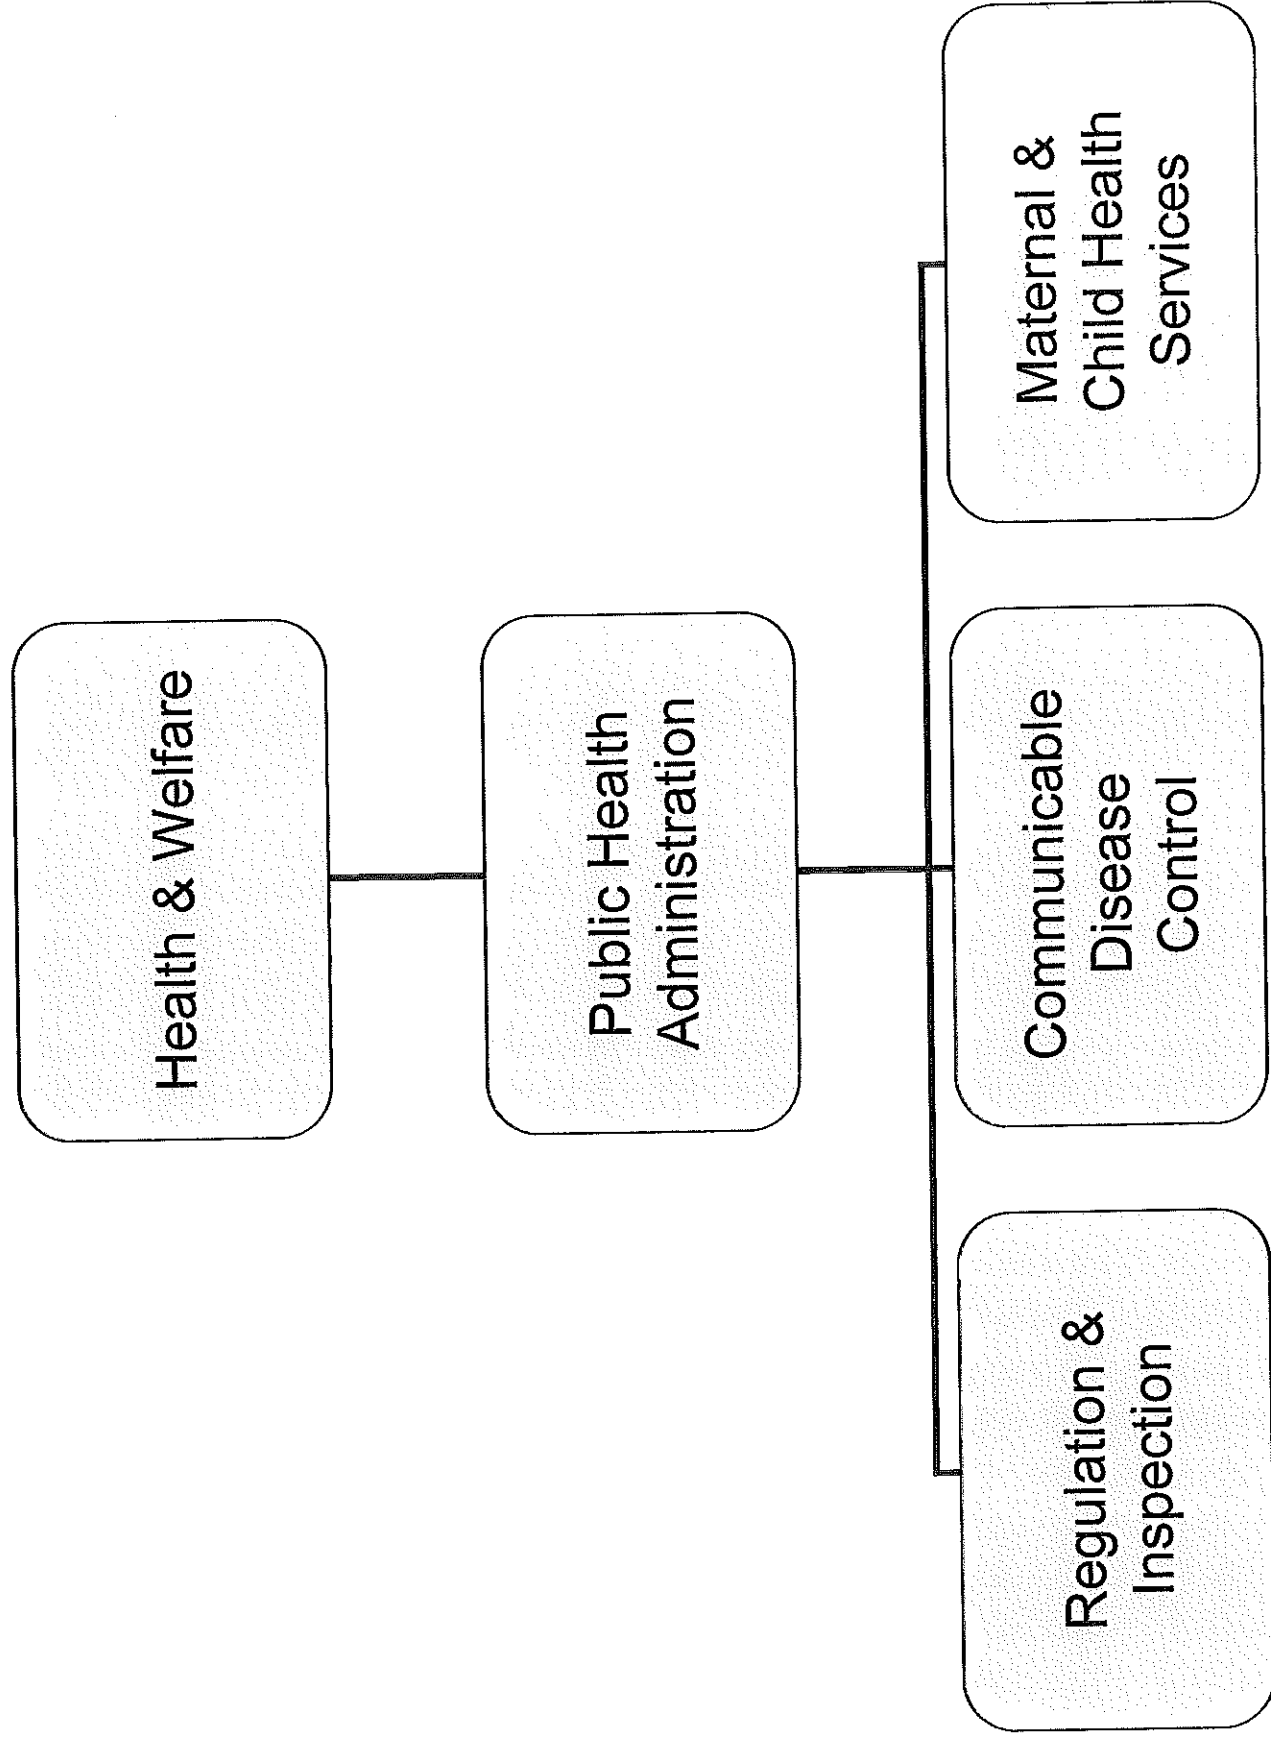 Health & Welfare
Public Health
Administration
Regulation &
Inspection
Communicable
Disease
Control
Maternal &
Child Health
Services